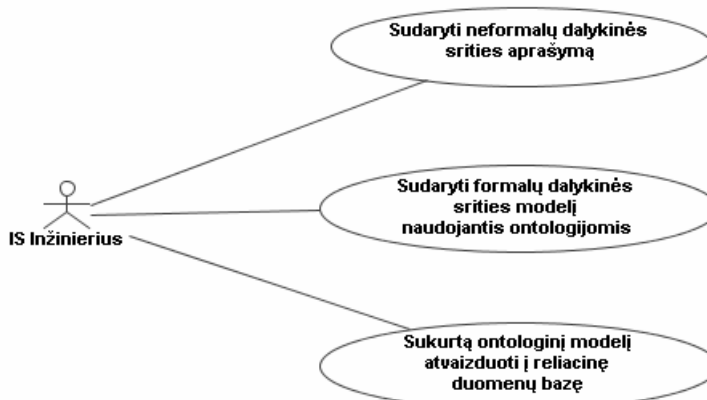 Sudaryti neformalų dalykinės
srities aprašymą
Sudaryti formalų dalykinės
srities modelį
naudojantis ontologijomis
IS Inžinierius
Sukurtą ontologinį modelį
atvaizduoti į reliacinę
duomenų bazę